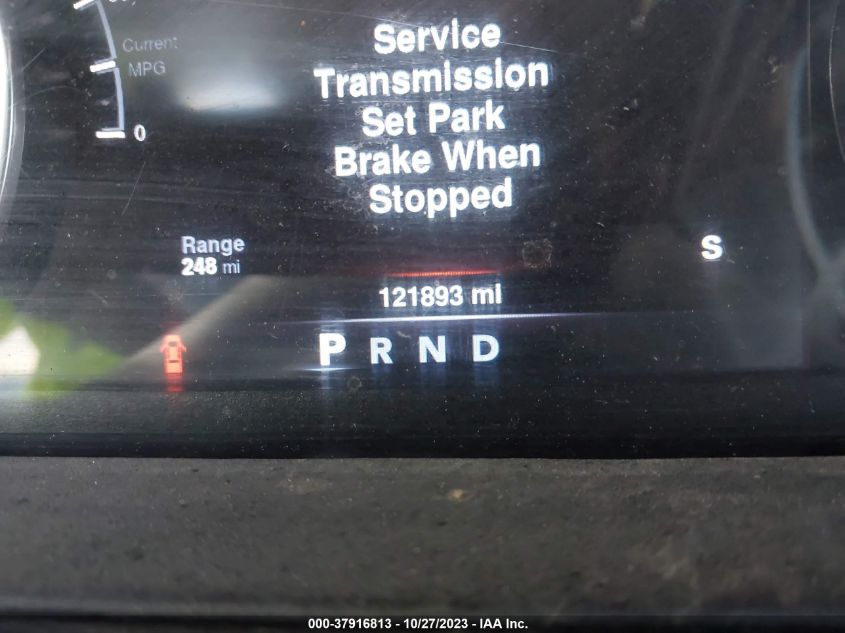 Current
MPG
0
Service
Transmission
Set Park
Brake When
Stopped
Range
248 mi
S
121893 mi
P R N D
000-37916813 - 10/27/2023 - IAA Inc.